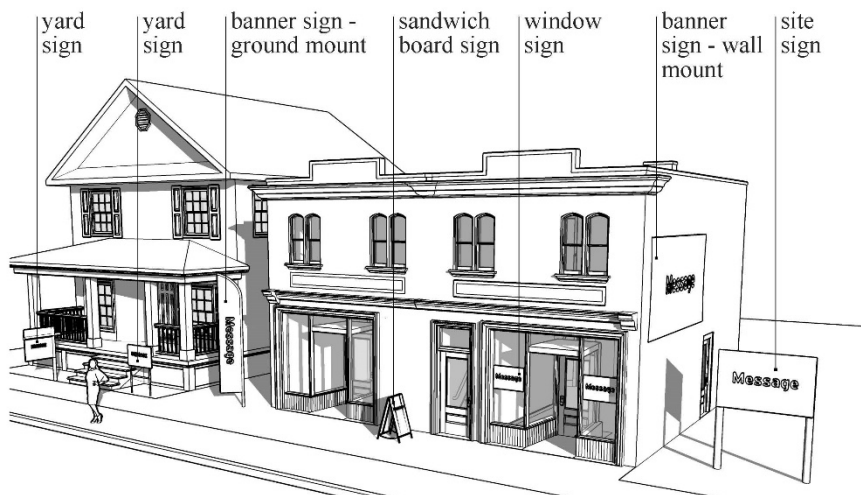 yard
sign
yard
sign
banner sign -
ground mount
sandwich
board sign
window
sign
banner
sign - wall
mount
site
sign
Message
Message
Message
Message
Message